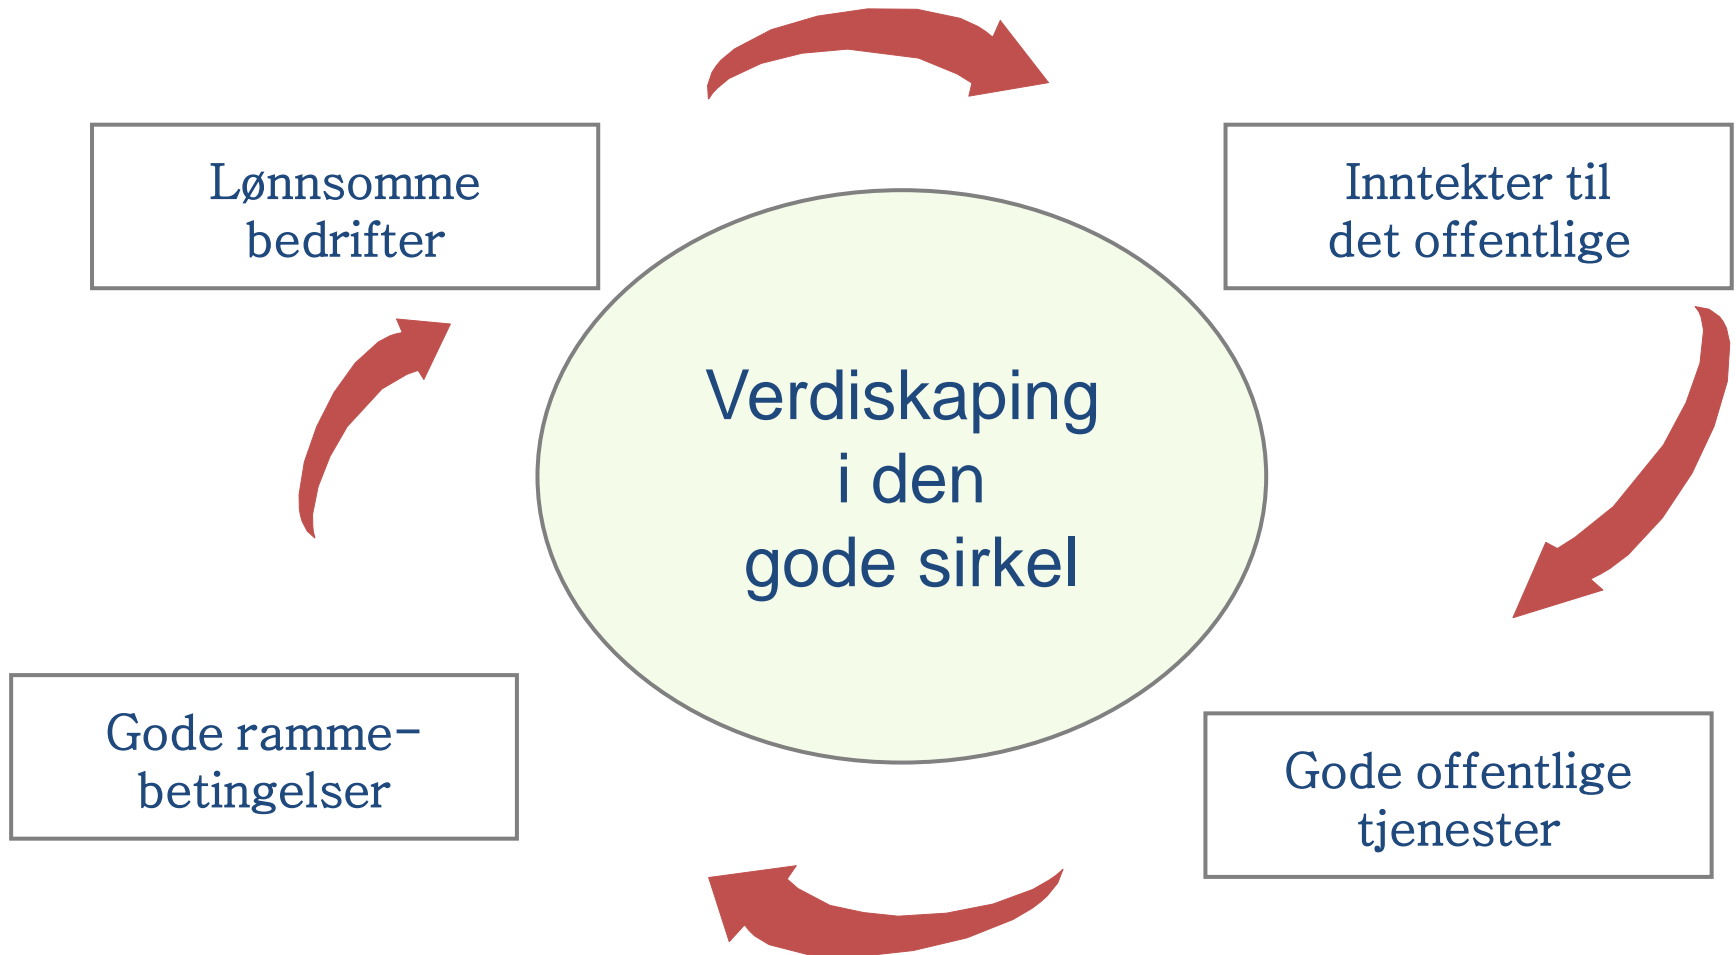 Lønnsomme
bedrifter
Inntekter til
det offentlige
Verdiskaping
i den
gode sirkel
Gode ramme-
betingelser
Gode offentlige
tjenester